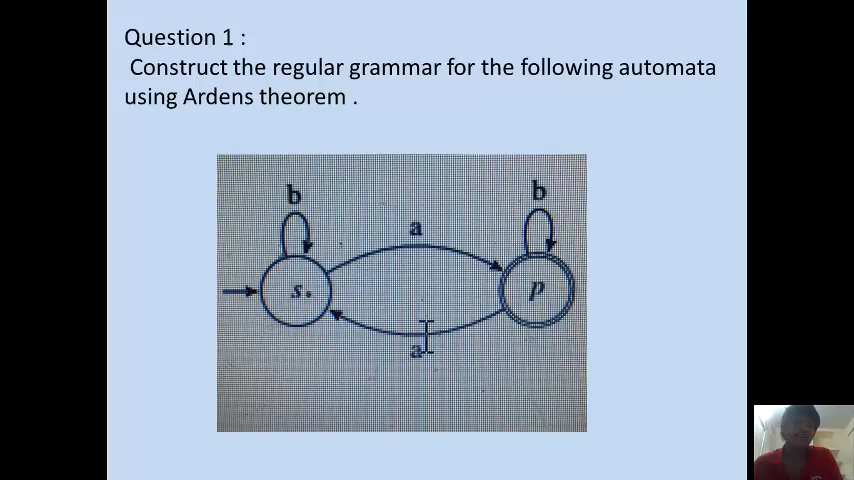 Question 1 :
Construct the regular grammar for the following automata
using Ardens theorem .
b
b
a
s.
p
a